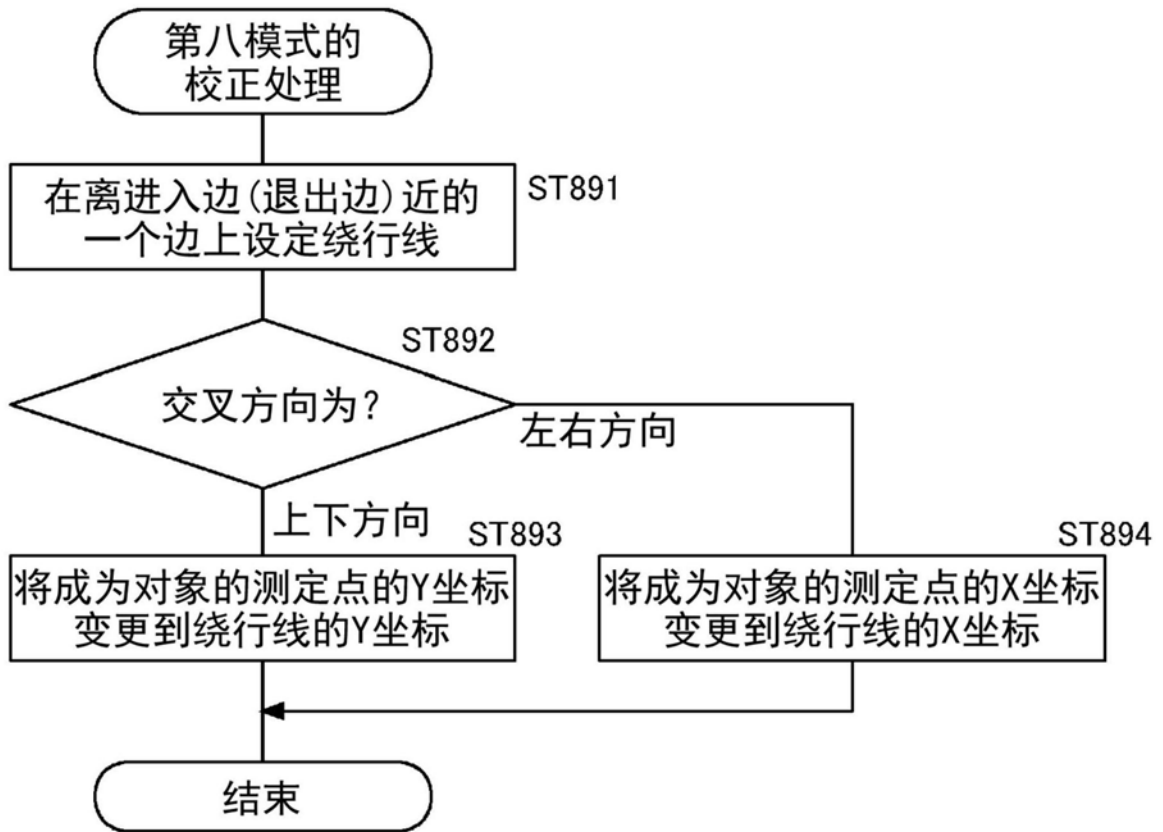 第八模式的
校正处理
在离进入边(退出边)近的
一个边上设定绕行线
ST891
ST892
交叉方向为?
左右方向
上下方向
ST893
将成为对象的测定点的Y坐标
变更到绕行线的Y坐标
ST894
将成为对象的测定点的X坐标
变更到绕行线的X坐标
结束